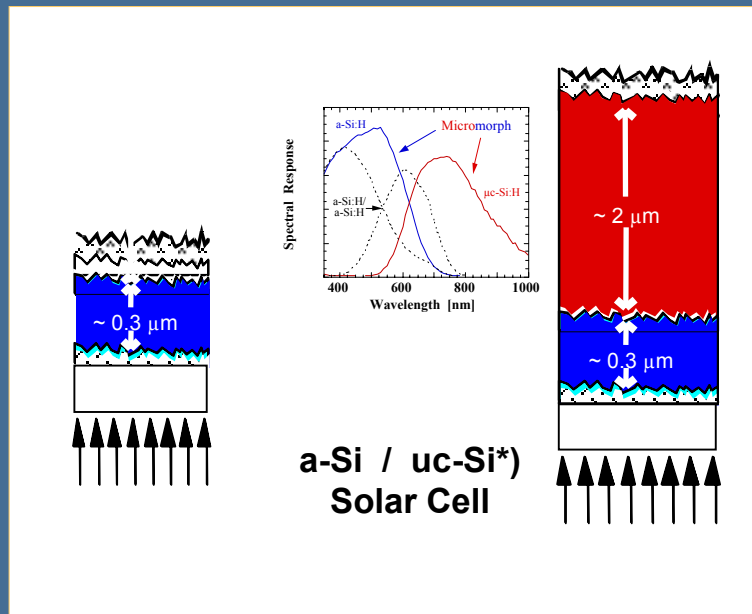 a-Si:H
Micromorph
a-Si:H/
a-Si:H
µc-Si:H
Spectral Response
400
600
800
1000
Wavelength [nm]
~ 0.3 µm
~ 2 µm
~ 0.3 µm
a-Si / uc-Si*)
Solar Cell